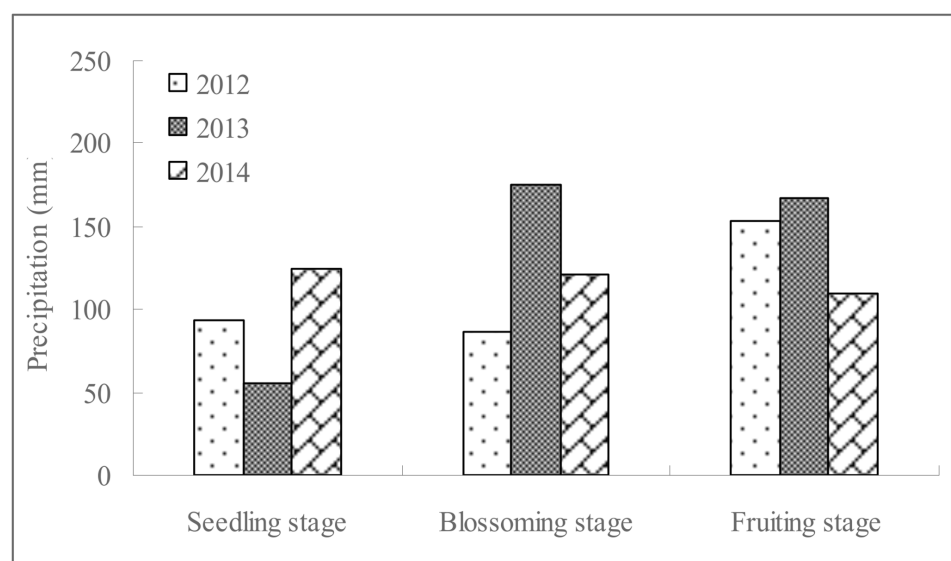 250
200
150
100
50
0
Precipitation (mm
2012
2013
2014
Seedling stage
Blossoming stage
Fruiting stage